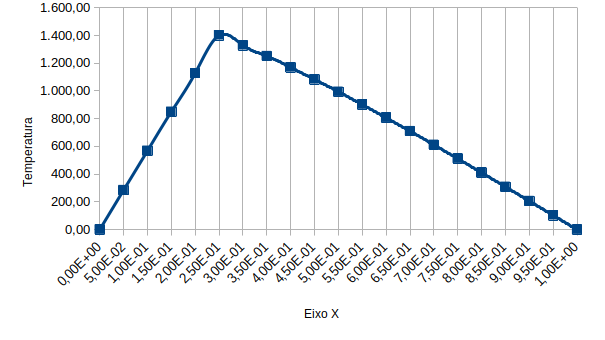 1.600,00
1.400,00
1.200,00
1.000,00
800,00
600,00
400,00
200,00
0,00
Temperatura
0,00E+00
5,00E-02
1,00E-01
1,50E-01
2,00E-01
2,50E-01
3,00E-01
3,50E-01
4,00E-01
4,50E-01
5,00E-01
5,50E-01
6,00E-01
6,50E-01
7,00E-01
7,50E-01
8,00E-01
8,50E-01
9,00E-01
9,50E-01
1,00E+00
Eixo X